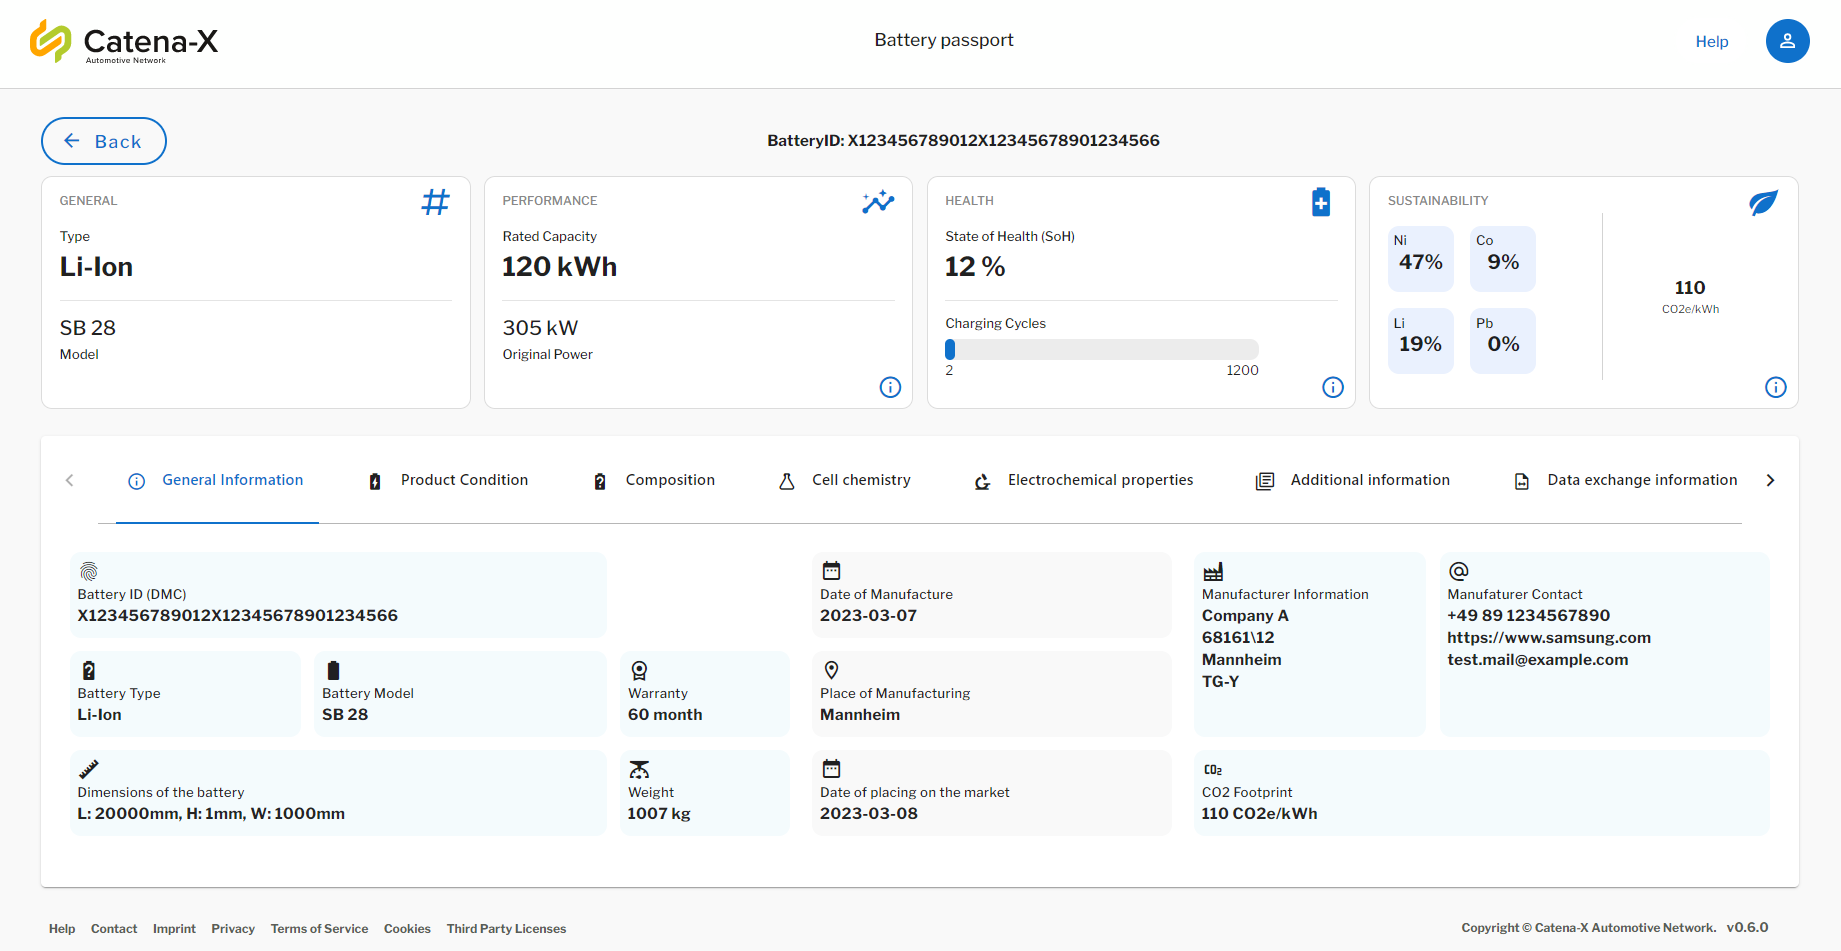 Catena-X
Automotive Network
Battery passport
Help
Back
BatteryID: X123456789012X12345678901234566
GENERAL
Type
Li-Ion
SB 28
Model
PERFORMANCE
Rated Capacity
120 kWh
305 kW
Original Power
HEALTH
State of Health (SoH)
12 %
Charging Cycles
2 1200
SUSTAINABILITY
Ni
47%
Co
9%
Li
19%
Pb
0%
110
CO2e/kWh
General Information
Product Condition
Composition
Cell chemistry
Electrochemical properties
Additional information
Data exchange information
Battery ID (DMC)
X123456789012X12345678901234566
Battery Type
Li-Ion
Battery Model
SB 28
Warranty
60 month
Dimensions of the battery
L: 20000mm, H: 1mm, W: 1000mm
Weight
1007 kg
Date of Manufacture
2023-03-07
Place of Manufacturing
Mannheim
Date of placing on the market
2023-03-08
Manufacturer Information
Company A
68161\12
Mannheim
TG-Y
Manufaturer Contact
+49 89 1234567890
https://www.samsung.com
test.mail@example.com
CO2
CO2 Footprint
110 CO2e/kWh
Help Contact Imprint Privacy Terms of Service Cookies Third Party Licenses
Copyright © Catena-X Automotive Network. v0.6.0